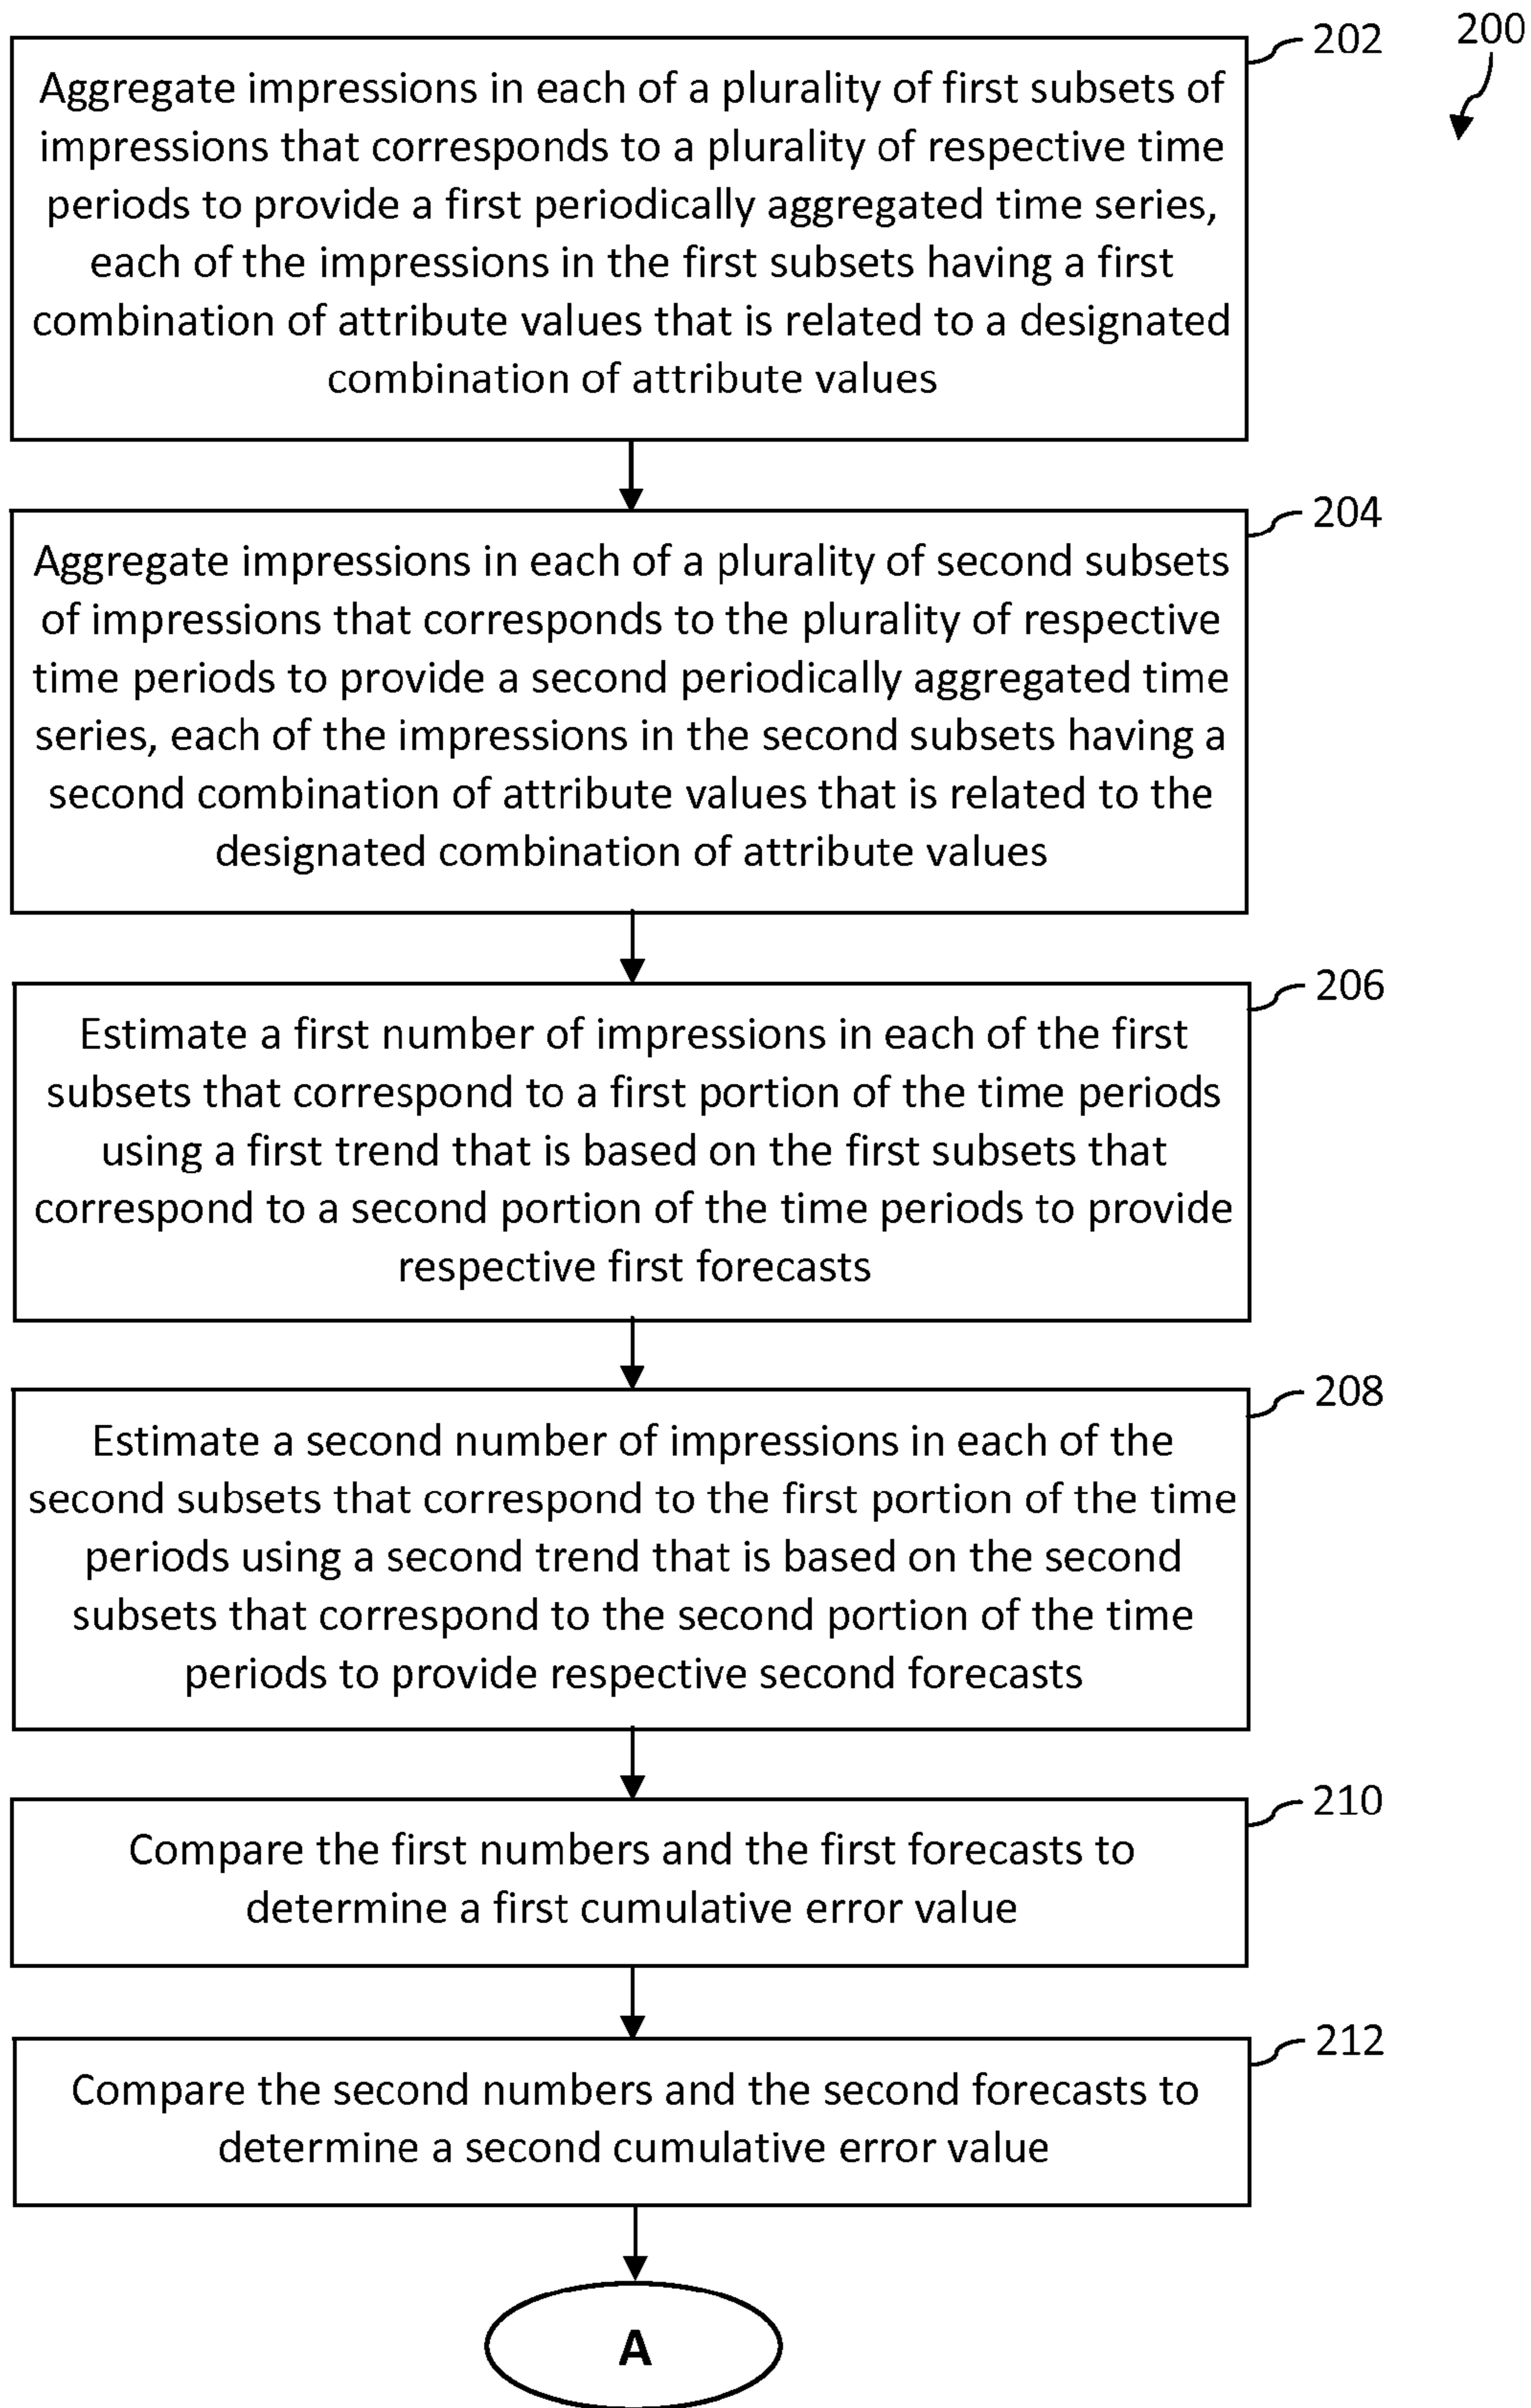 200
202
Aggregate impressions in each of a plurality of first subsets of
impressions that corresponds to a plurality of respective time
periods to provide a first periodically aggregated time series,
each of the impressions in the first subsets having a first
combination of attribute values that is related to a designated
combination of attribute values
204
Aggregate impressions in each of a plurality of second subsets
of impressions that corresponds to the plurality of respective
time periods to provide a second periodically aggregated time
series, each of the impressions in the second subsets having a
second combination of attribute values that is related to the
designated combination of attribute values
206
Estimate a first number of impressions in each of the first
subsets that correspond to a first portion of the time periods
using a first trend that is based on the first subsets that
correspond to a second portion of the time periods to provide
respective first forecasts
208
Estimate a second number of impressions in each of the
second subsets that correspond to the first portion of the time
periods using a second trend that is based on the second
subsets that correspond to the second portion of the time
periods to provide respective second forecasts
210
Compare the first numbers and the first forecasts to
determine a first cumulative error value
212
Compare the second numbers and the second forecasts to
determine a second cumulative error value
A